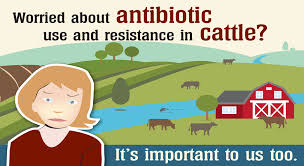 Worried about antibiotic
use and resistance in cattle?
It's important to us too.